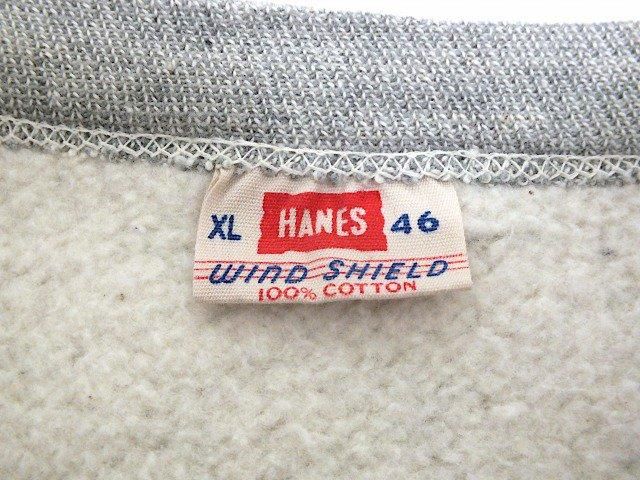 XL HANES 46
WIND SHIELD
100% COTTON